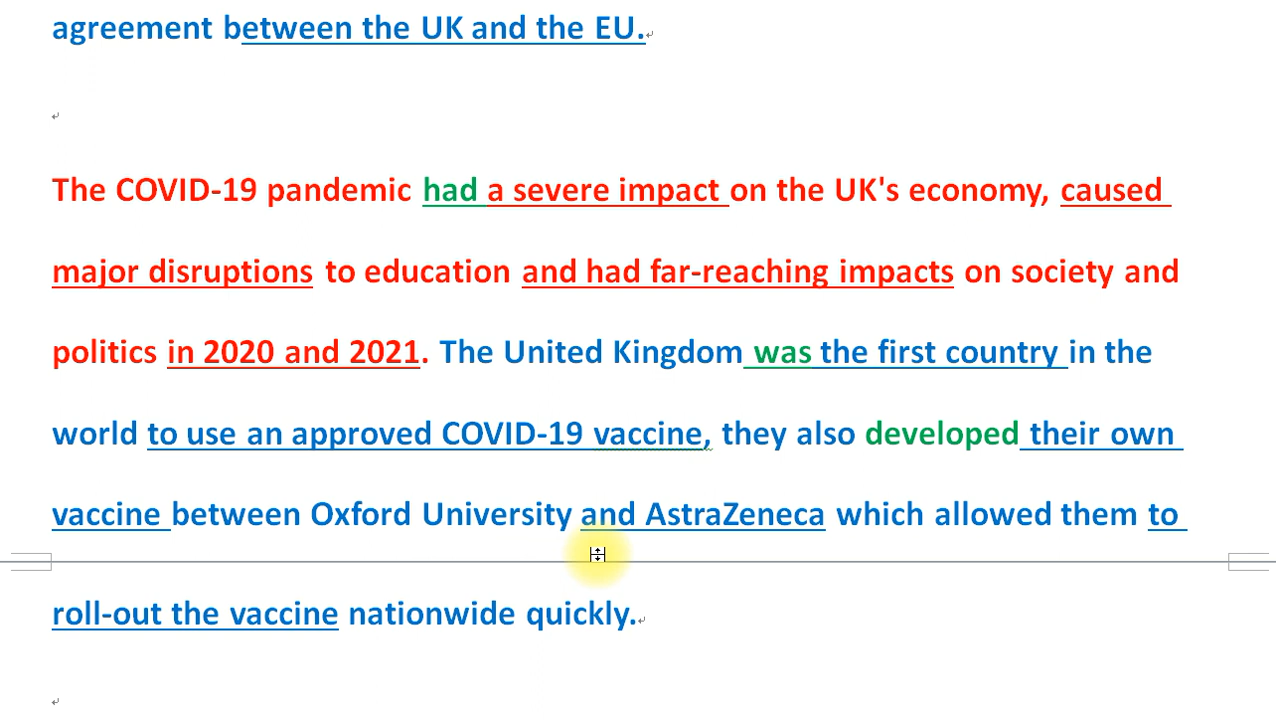 agreement between the UK and the EU.
The COVID-19 pandemic had a severe impact on the UK's economy, caused
major disruptions to education and had far-reaching impacts on society and
politics in 2020 and 2021. The United Kingdom was the first country in the
world to use an approved COVID-19 vaccine, they also developed their own
vaccine between Oxford University and AstraZeneca which allowed them to
roll-out the vaccine nationwide quickly.